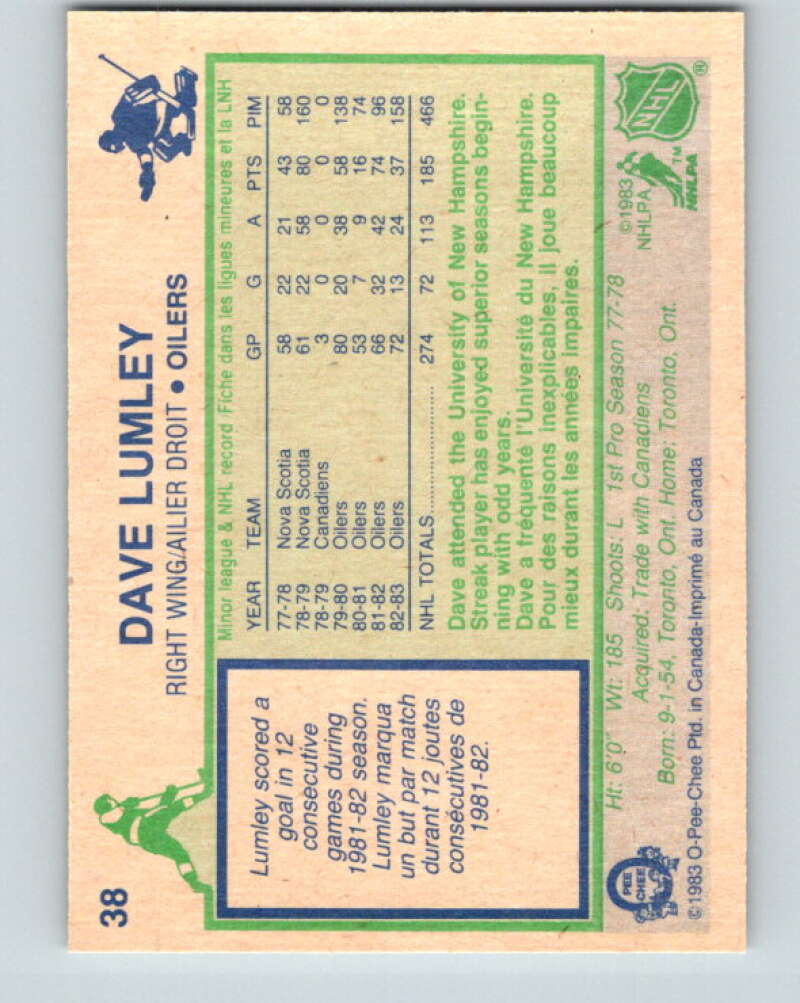 38
DAVE LUMLEY
RIGHT WING/AILIER DROIT • OILERS
Lumley scored a
goal in 12
consecutive
games during
1981-82 season.
Lumley marqua
un but par match
durant 12 joutes
consécutives de
1981-82.
Minor league & NHL record Fiche dans les ligues mineures et la LNH
YEAR TEAM GP G A PTS PIM
77-78 Nova Scotia 58 22 21 43 58
78-79 Nova Scotia 61 22 58 80 160
78-79 Canadiens 3 0 0 0 0
79-80 Oilers 80 20 38 58 138
80-81 Oilers 53 7 9 16 74
81-82 Oilers 66 32 42 74 96
82-83 Oilers 72 13 24 37 158
NHL TOTALS 274 72 113 185 466
Dave attended the University of New Hampshire.
Streak player has enjoyed superior seasons begin-
ning with odd years.
Dave a fréquenté l'Université du New Hampshire.
Pour des raisons inexplicables, il joue beaucoup
mieux durant les années impaires.
Ht: 6'0" Wt: 185 Shoots: L 1st Pro Season 77-78
Acquired: Trade with Canadiens
Born: 9-1-54, Toronto, Ont. Home: Toronto, Ont.
©1983 O-Pee-Chee Ptd. in Canada-Imprimé au Canada
O
PEE
CHEE
©1983
NHLPA
NHLPA
TM
NHL
®